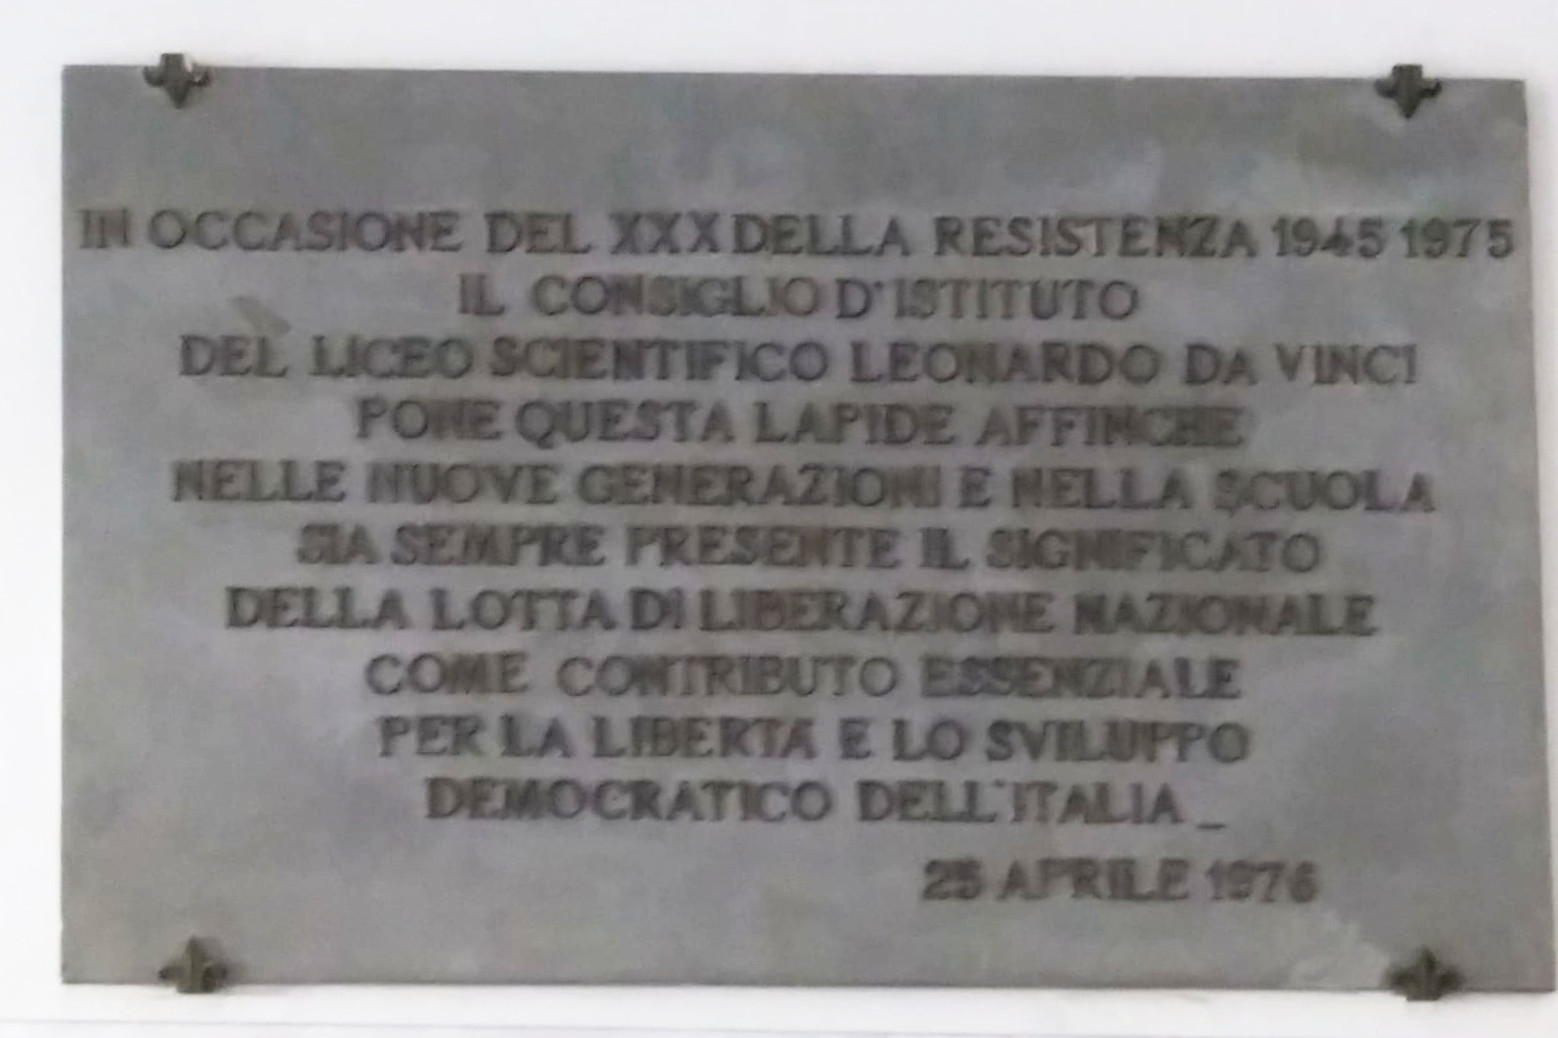 IN OCCASIONE DEL XXX DELLA RESISTENZA 1945 1975
IL CONSIGLIO D'ISTITUTO
DEL LICEO SCIENTIFICO LEONARDO DA VINCI
PONE QUESTA LAPIDE AFFINCHE
NELLE NUOVE GENERAZIONI E NELLA SCUOLA
SIA SEMPRE PRESENTE IL SIGNIFICATO
DELLA LOTTA DI LIBERAZIONE NAZIONALE
COME CONTRIBUTO ESSENZIALE
PER LA LIBERTA E LO SVILUPPO
DEMOCRATICO DELL'ITALIA _
25 APRILE 1976